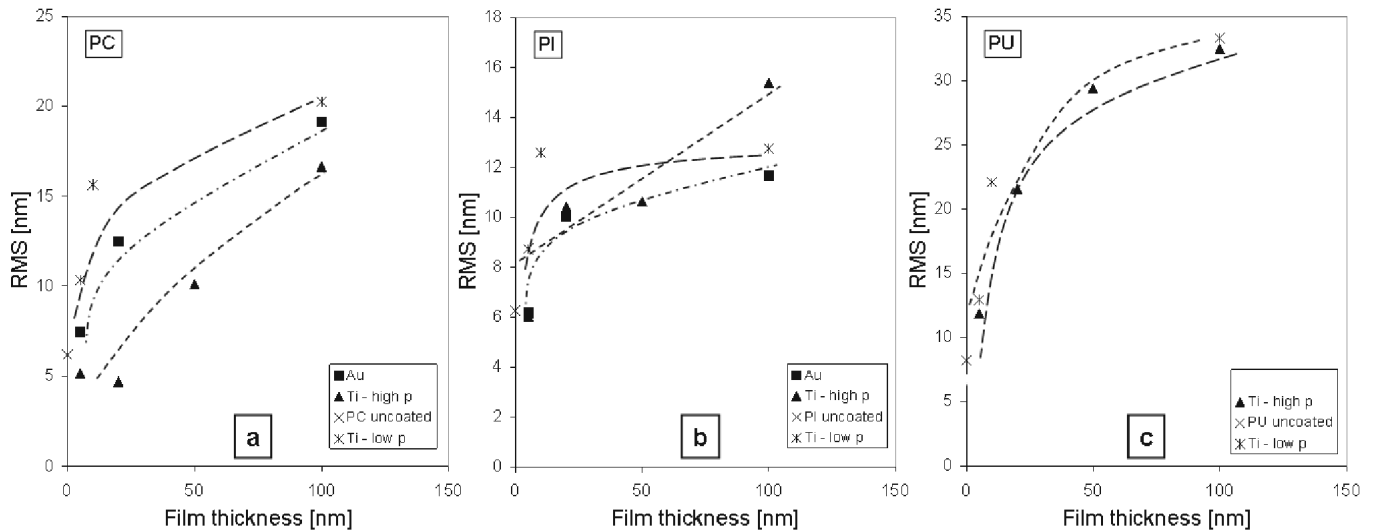 PC
25
20
15
10
5
0
RMS [nm]
0 50 100 150
Film thickness [nm]
Au
Ti - high p
PC uncoated
Ti - low p
a
PI
18
16
14
12
10
8
6
4
2
0
RMS [nm]
0 50 100 150
Film thickness [nm]
Au
Ti - high p
PI uncoated
Ti - low p
b
PU
35
30
25
20
15
10
5
0
RMS [nm]
0 50 100 150
Film thickness [nm]
Ti - high p
PU uncoated
Ti - low p
c